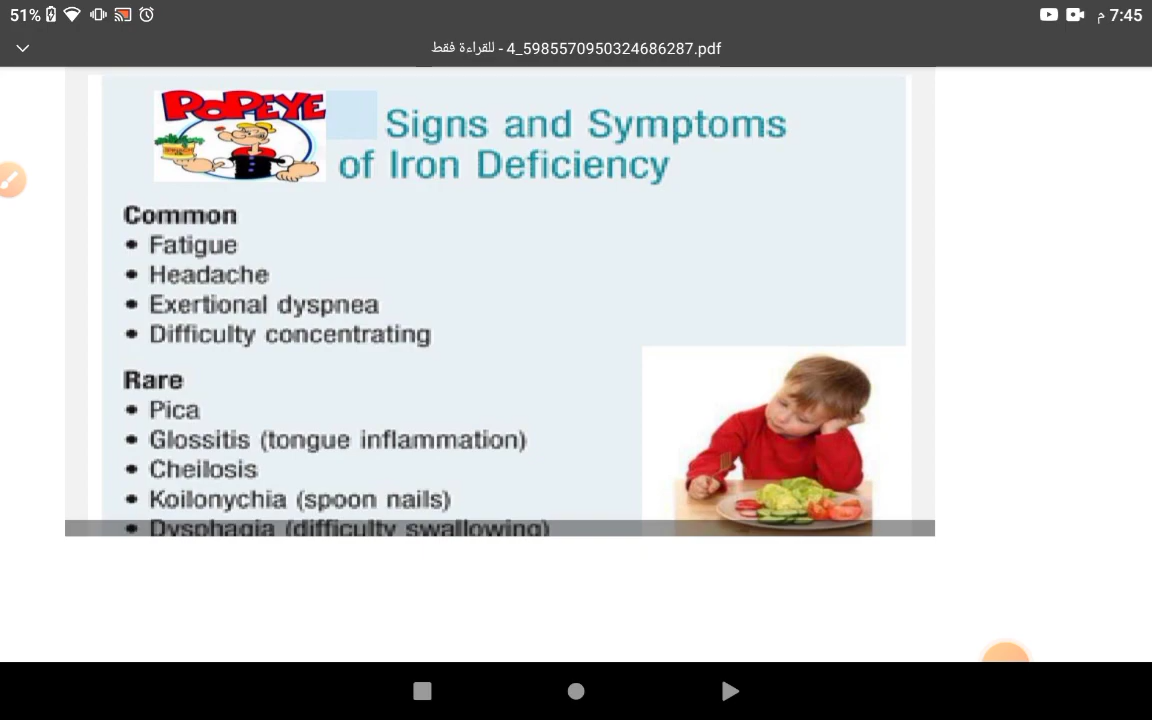 51%
م 7:45
4_5985570950324686287.pdf - للقراءة فقط
POPEYE
Signs and Symptoms
of Iron Deficiency
Common
• Fatigue
• Headache
• Exertional dyspnea
• Difficulty concentrating
Rare
• Pica
• Glossitis (tongue inflammation)
• Cheilosis
• Koilonychia (spoon nails)
• Dysphagia (difficulty swallowing)